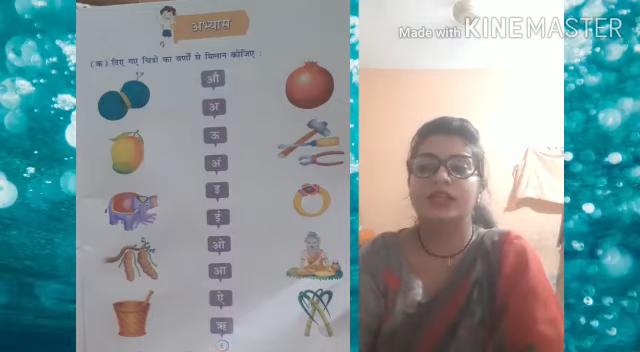 Made with KINEMASTER
अभ्यास
(क) दिए गए चित्रों का वर्णों से मिलान कीजिए :
औ
अ
ऊ
अं
इ
ई
ओ
आ
ऐ
ऋ